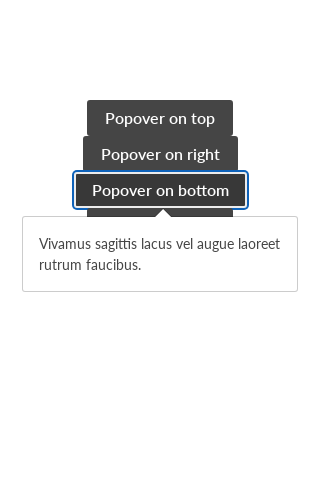 Popover on top
Popover on right
Popover on bottom
Vivamus sagittis lacus vel augue laoreet
rutrum faucibus.